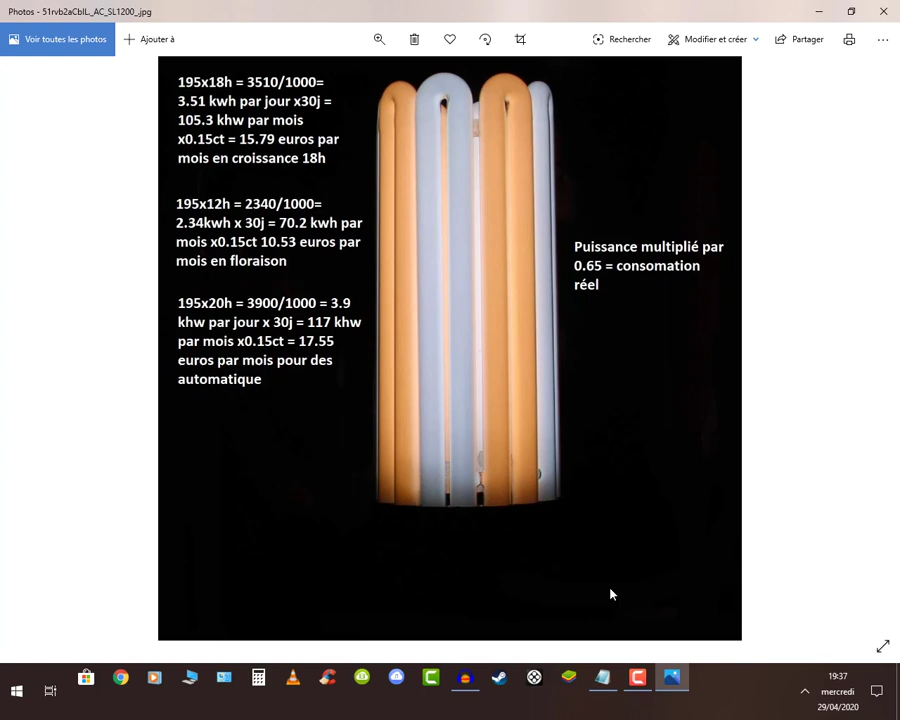 Photos - 51rvb2aCbIL._AC_SL1200_.jpg
Voir toutes les photos
Ajouter à
Rechercher
Modifier et créer
Partager
195x18h = 3510/1000=
3.51 kwh par jour x30j =
105.3 khw par mois
x0.15ct = 15.79 euros par
mois en croissance 18h
195x12h = 2340/1000=
2.34kwh x 30j = 70.2 kwh par
mois x0.15ct 10.53 euros par
mois en floraison
195x20h = 3900/1000 = 3.9
khw par jour x 30j = 117 khw
par mois x0.15ct = 17.55
euros par mois pour des
automatique
Puissance multiplié par
0.65 = consomation
réel
19:37
mercredi
29/04/2020